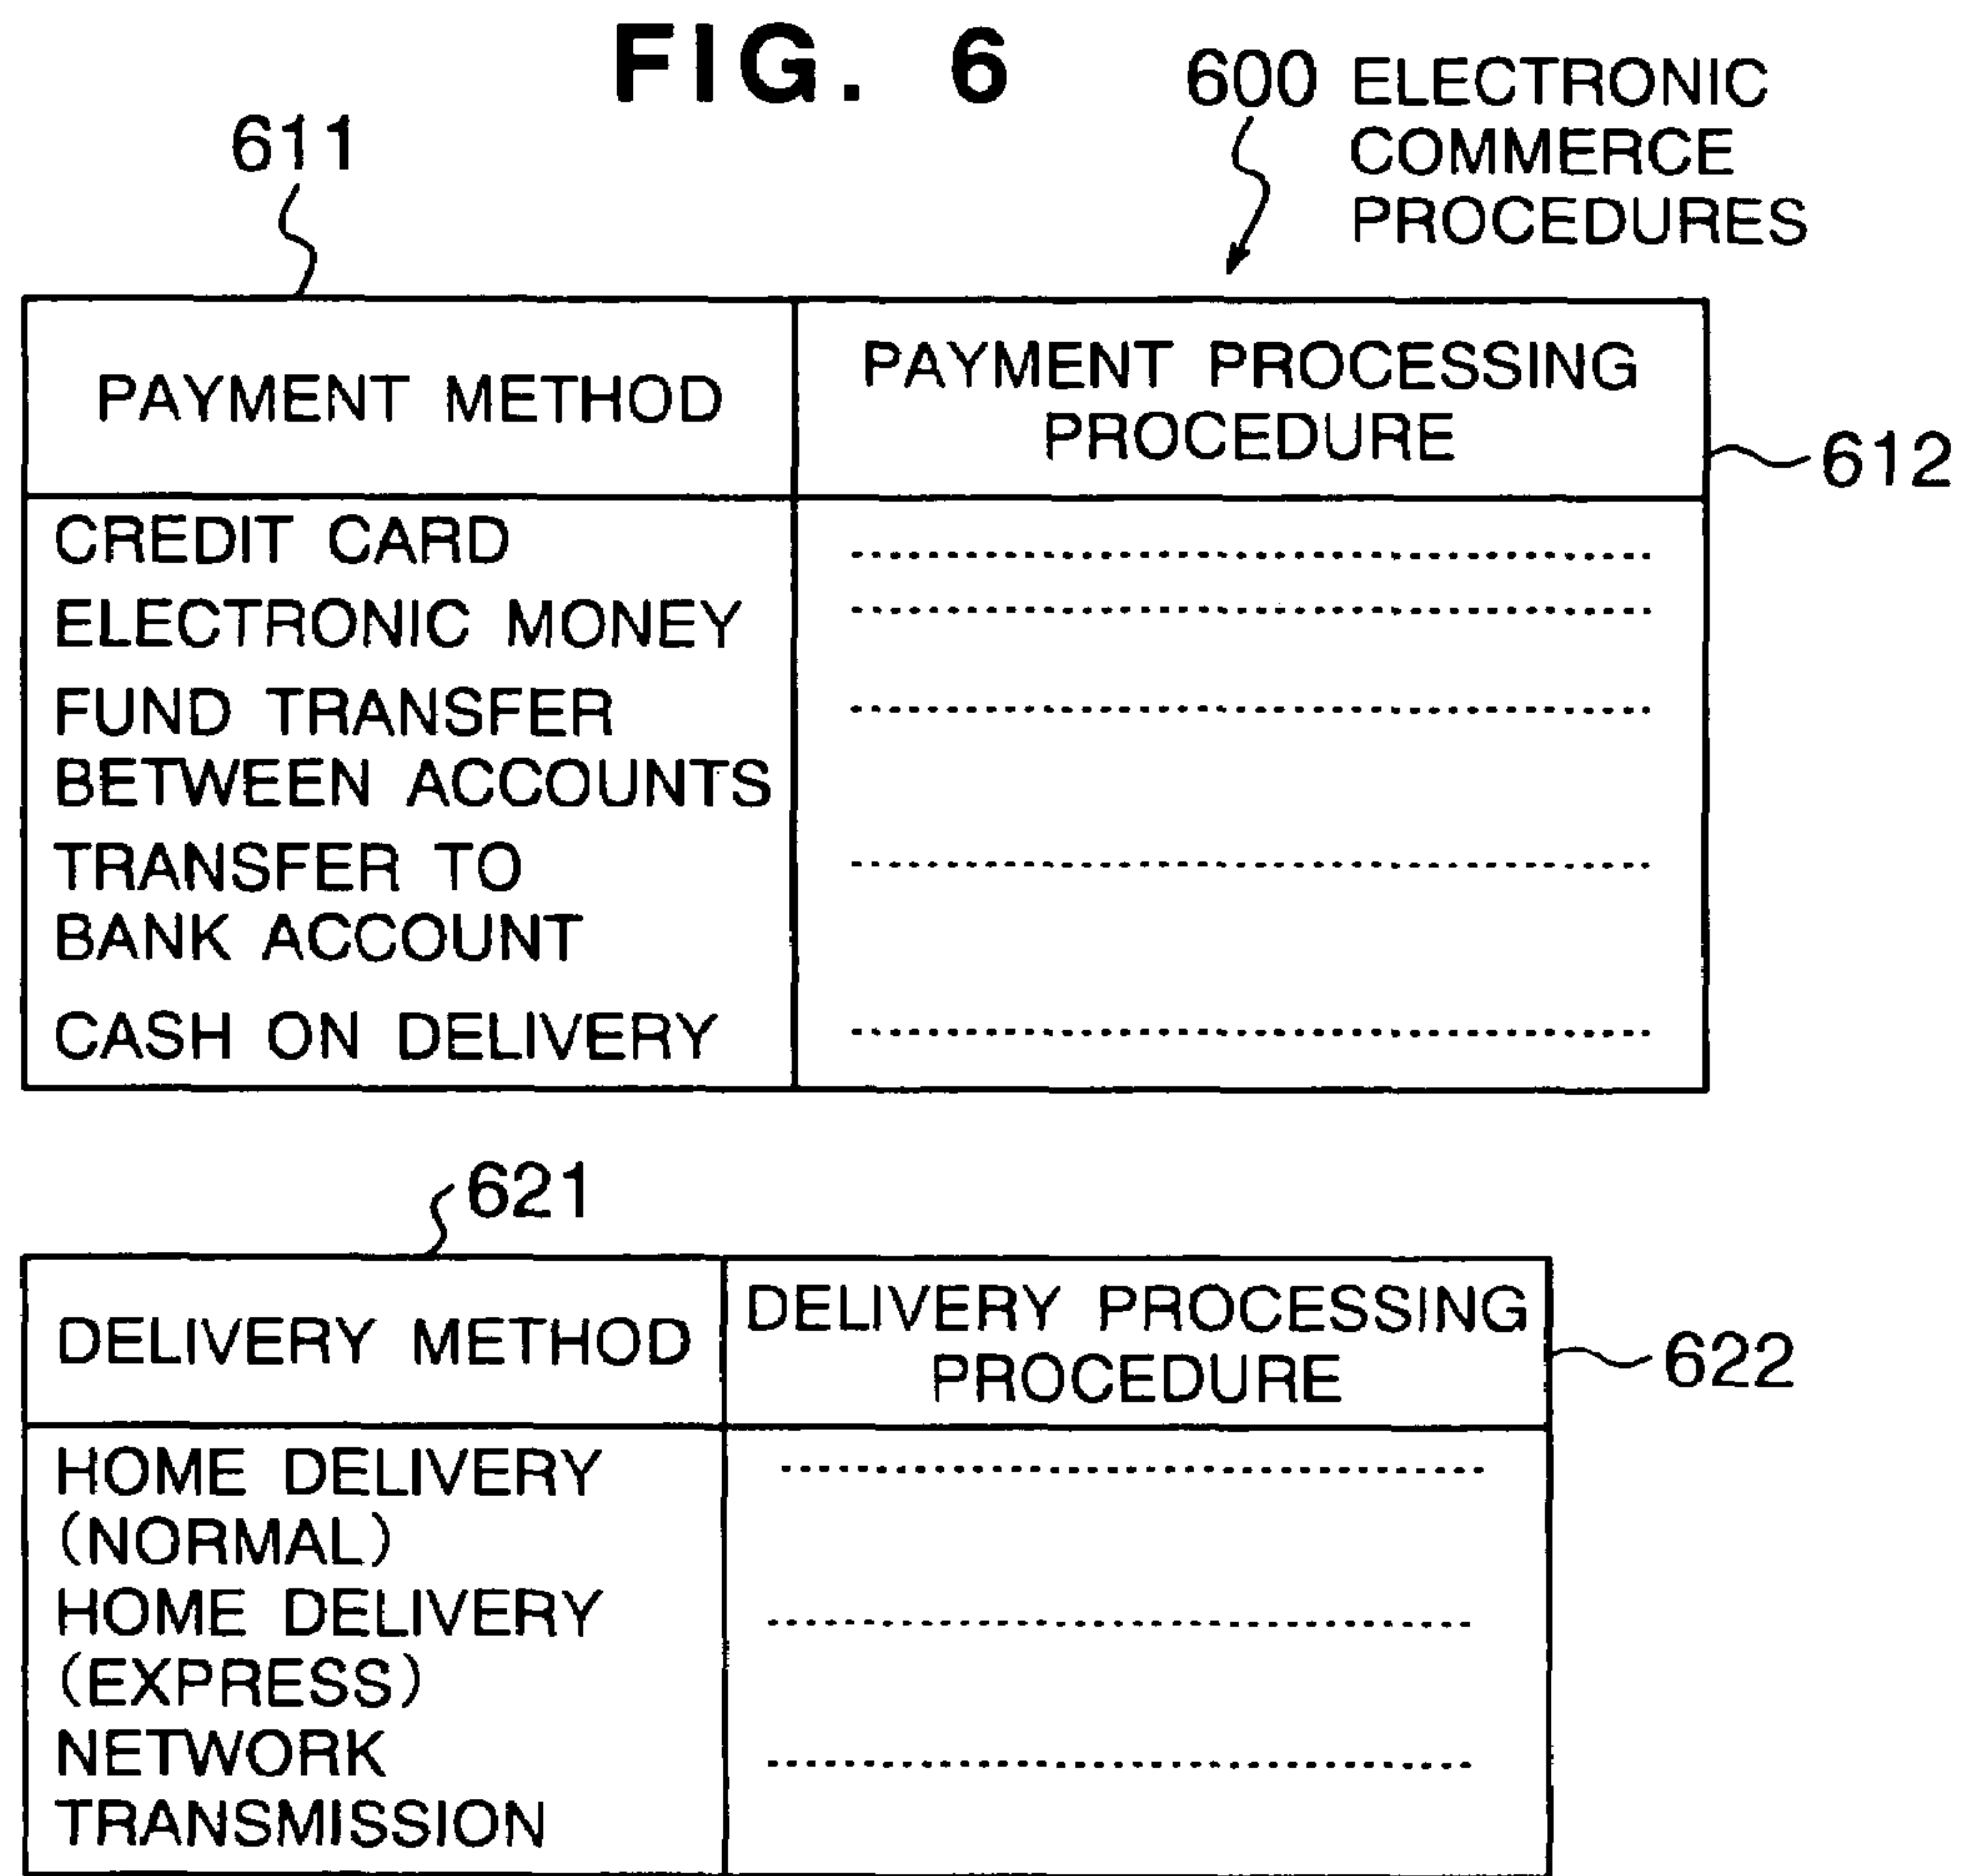 FIG. 6
600 ELECTRONIC
COMMERCE
PROCEDURES
611
PAYMENT METHOD
PAYMENT PROCESSING
PROCEDURE
612
CREDIT CARD
ELECTRONIC MONEY
FUND TRANSFER
BETWEEN ACCOUNTS
TRANSFER TO
BANK ACCOUNT
CASH ON DELIVERY
621
DELIVERY METHOD
DELIVERY PROCESSING
PROCEDURE
622
HOME DELIVERY
(NORMAL)
HOME DELIVERY
(EXPRESS)
NETWORK
TRANSMISSION